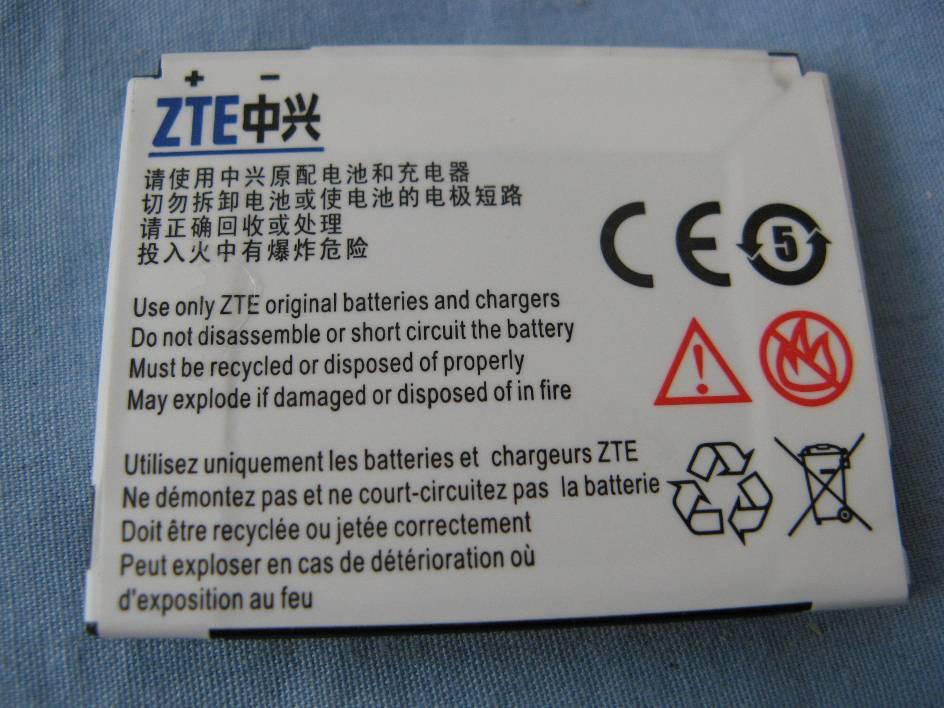 + −
ZTE中兴
请使用中兴原配电池和充电器
切勿拆卸电池或使电池的电极短路
请正确回收或处理
投入火中有爆炸危险
CE 5
Use only ZTE original batteries and chargers
Do not disassemble or short circuit the battery
Must be recycled or disposed of properly
May explode if damaged or disposed of in fire
Utilisez uniquement les batteries et chargeurs ZTE
Ne démontez pas et ne court-circuitez pas la batterie
Doit être recyclée ou jetée correctement
Peut exploser en cas de détérioration où
d'exposition au feu